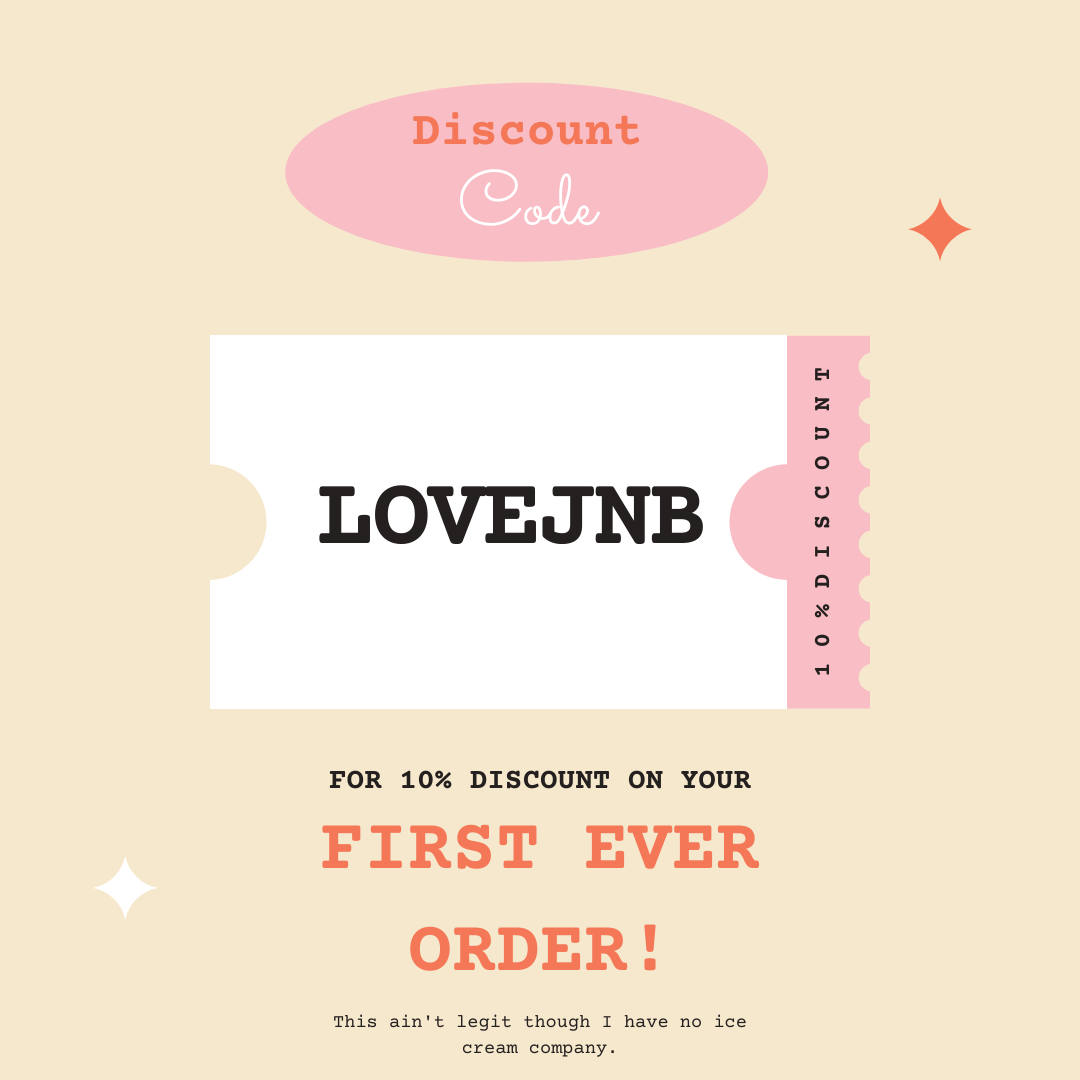 Discount
Code
LOVEJNB
10%DISCOUNT
FOR 10% DISCOUNT ON YOUR
FIRST EVER
ORDER!
This ain't legit though I have no ice
cream company.